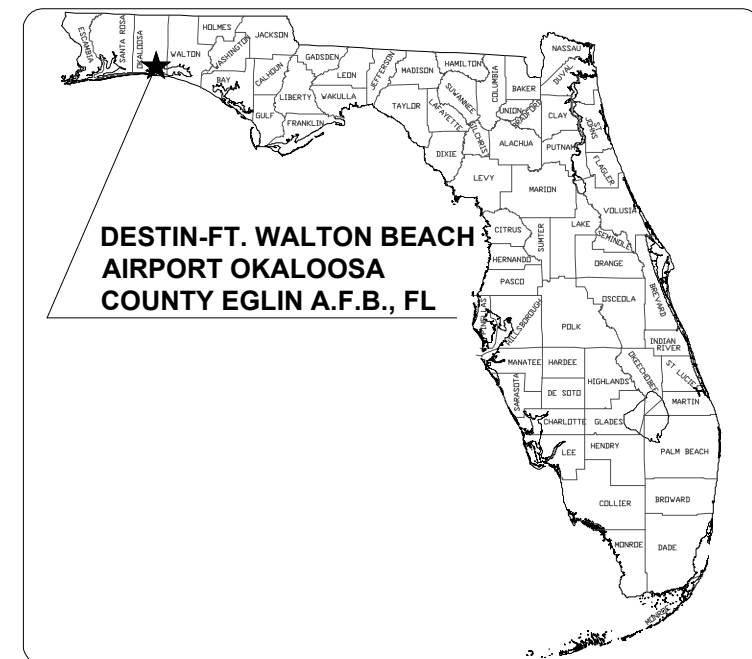 ESCAMBIA
SANTA ROSA
OKALOOSA
WALTON
HOLMES
WASHINGTON
BAY
JACKSON
CALHOUN
GULF
GADSDEN
LIBERTY
FRANKLIN
LEON
WAKULLA
JEFFERSON
MADISON
TAYLOR
HAMILTON
SUWANNEE
LAFAYETTE
DIXIE
COLUMBIA
GILCHRIST
BAKER
UNION
BRADFORD
ALACHUA
LEVY
NASSAU
DUVAL
CLAY
PUTNAM
ST
JOHNS
FLAGLER
MARION
VOLUSIA
CITRUS
SUMTER
LAKE
SEMINOLE
HERNANDO
ORANGE
PASCO
OSCEOLA
BREVARD
PINELLAS
HILLSBOROUGH
POLK
INDIAN
RIVER
MANATEE
HARDEE
OKEECHOBEE
ST LUCIE
SARASOTA
DE SOTO
HIGHLANDS
MARTIN
CHARLOTTE
GLADES
LEE
HENDRY
PALM BEACH
COLLIER
BROWARD
MONROE
DADE
MONROE
DESTIN-FT. WALTON BEACH
AIRPORT OKALOOSA
COUNTY EGLIN A.F.B., FL